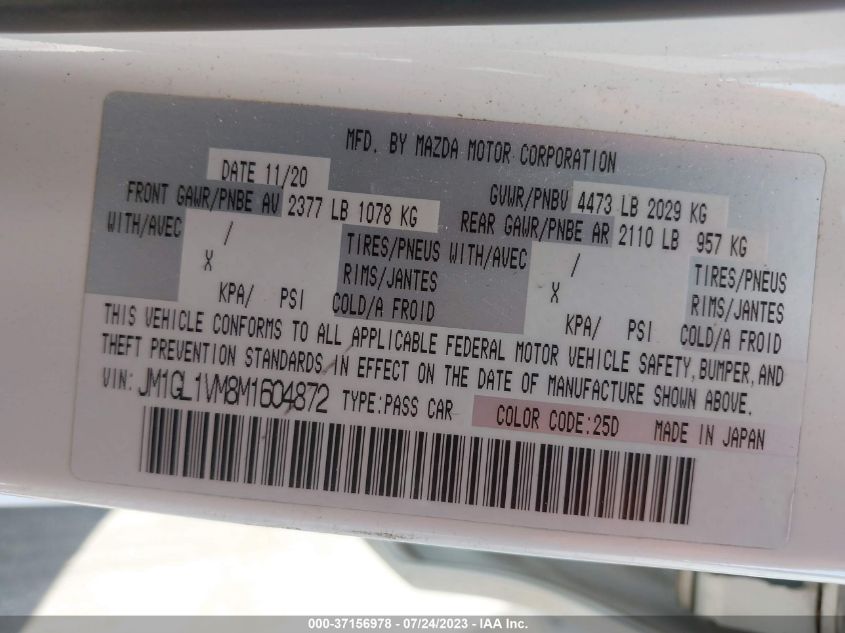 MFD. BY MAZDA MOTOR CORPORATION
DATE 11/20
GVWR/PNBV 4473 LB 2029 KG
FRONT GAWR/PNBE AV 2377 LB 1078 KG
REAR GAWR/PNBE AR 2110 LB 957 KG
WITH/AVEC / TIRES/PNEUS WITH/AVEC / TIRES/PNEUS
X RIMS/JANTES X RIMS/JANTES
KPA/ PSI COLD/A FROID KPA/ PSI COLD/A FROID
THIS VEHICLE CONFORMS TO ALL APPLICABLE FEDERAL MOTOR VEHICLE SAFETY, BUMPER, AND
THEFT PREVENTION STANDARDS IN EFFECT ON THE DATE OF MANUFACTURE SHOWN ABOVE.
VIN: JM1GL1VM8M1604872 TYPE:PASS CAR COLOR CODE:25D MADE IN JAPAN
000-37156978 - 07/24/2023 - IAA Inc.